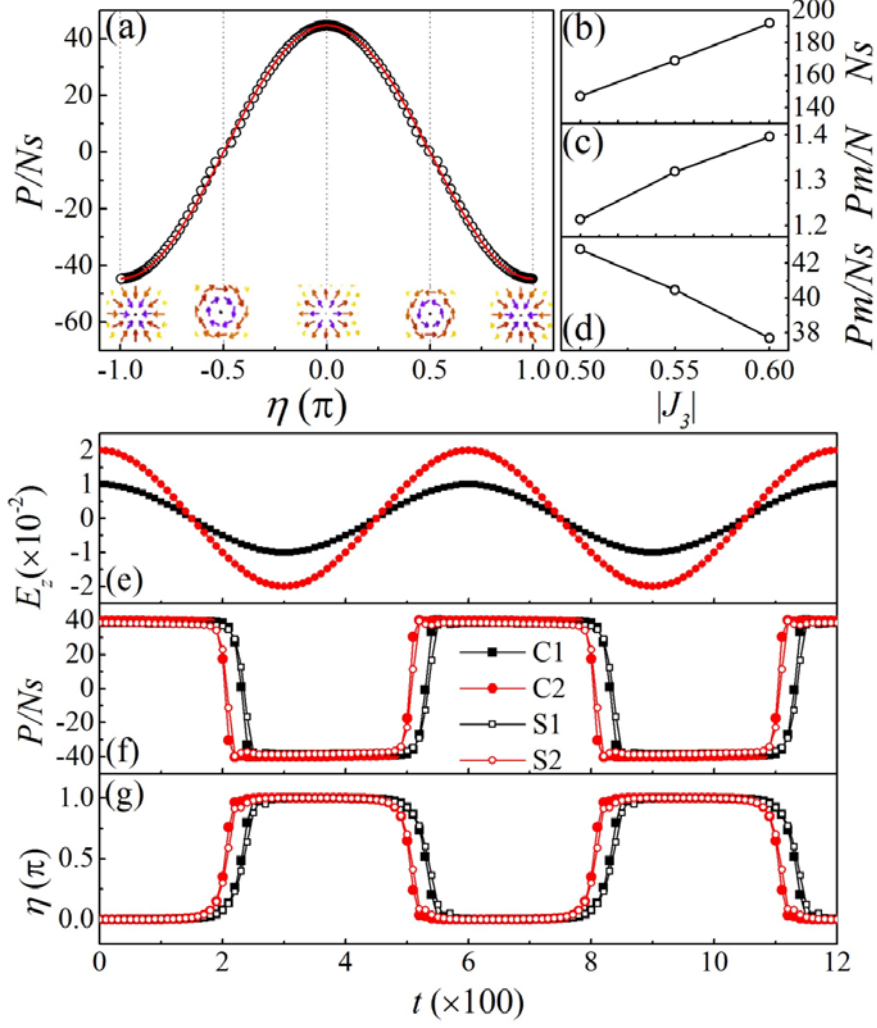 (a)
P/Ns
40
20
0
-20
-40
-60
-1.0 -0.5 0.0 0.5 1.0
η (π)
(b)
200
180
160
140
Ns
(c)
1.4
1.3
1.2
Pm/N
(d)
42
40
38
Pm/Ns
0.50 0.55 0.60
|J3|
(e)
2
1
0
-1
-2
Ez(×10-2)
(f)
40
20
0
-20
-40
P/Ns
C1
C2
S1
S2
(g)
1.0
0.5
0.0
η (π)
0 2 4 6 8 10 12
t (×100)